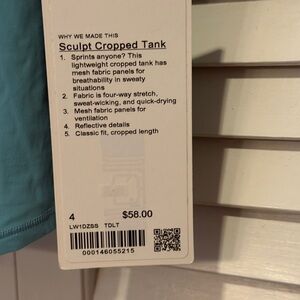 WHY WE MADE THIS
Sculpt Cropped Tank
1. Sprints anyone? This
lightweight cropped tank has
mesh fabric panels for
breathability in sweaty
situations
2. Fabric is four-way stretch,
sweat-wicking, and quick-drying
3. Mesh fabric panels for
ventilation
4. Reflective details
5. Classic fit, cropped length
4 $58.00
LW1DZBS TDLT
000146055215